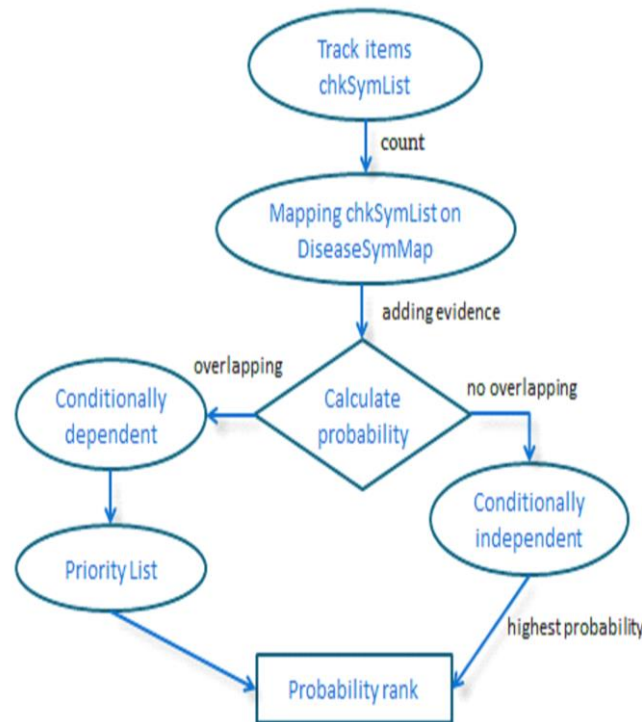 Track items
chkSymList
count
Mapping chkSymList on
DiseaseSymMap
adding evidence
overlapping
no overlapping
Conditionally
dependent
Calculate
probability
Conditionally
independent
Priority List
highest probability
Probability rank